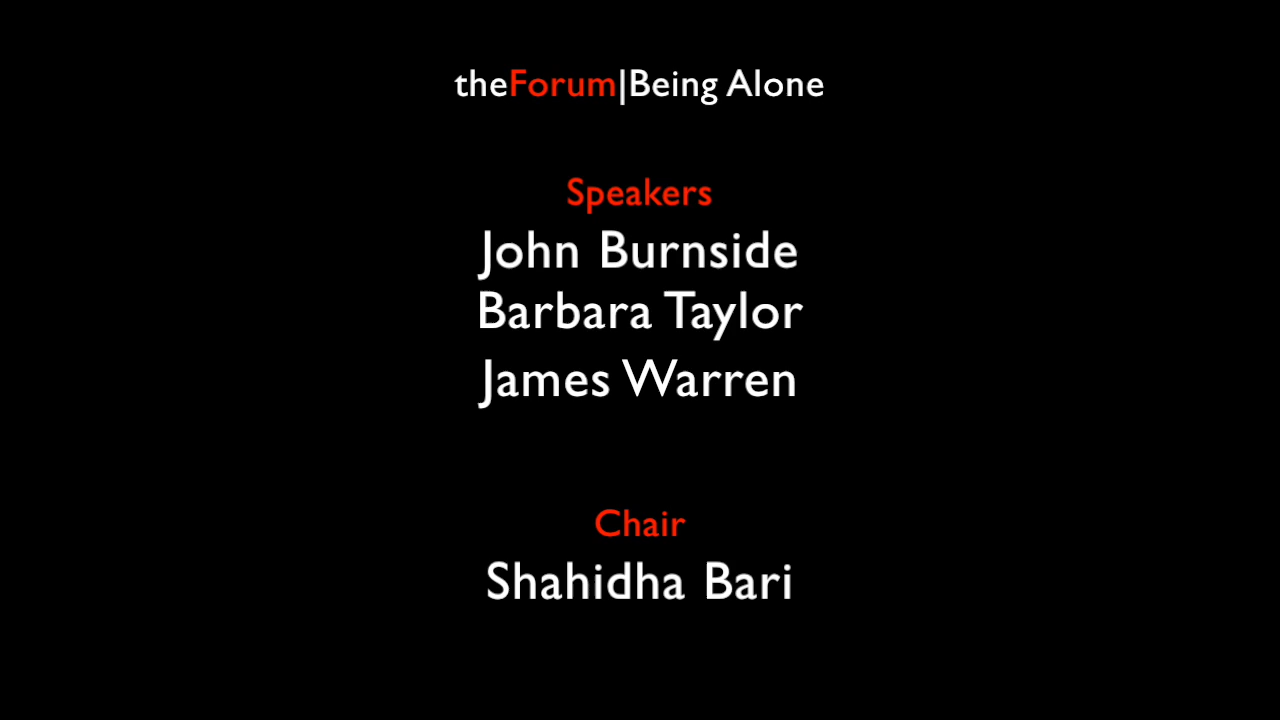 theForum|Being Alone
Speakers
John Burnside
Barbara Taylor
James Warren
Chair
Shahidha Bari